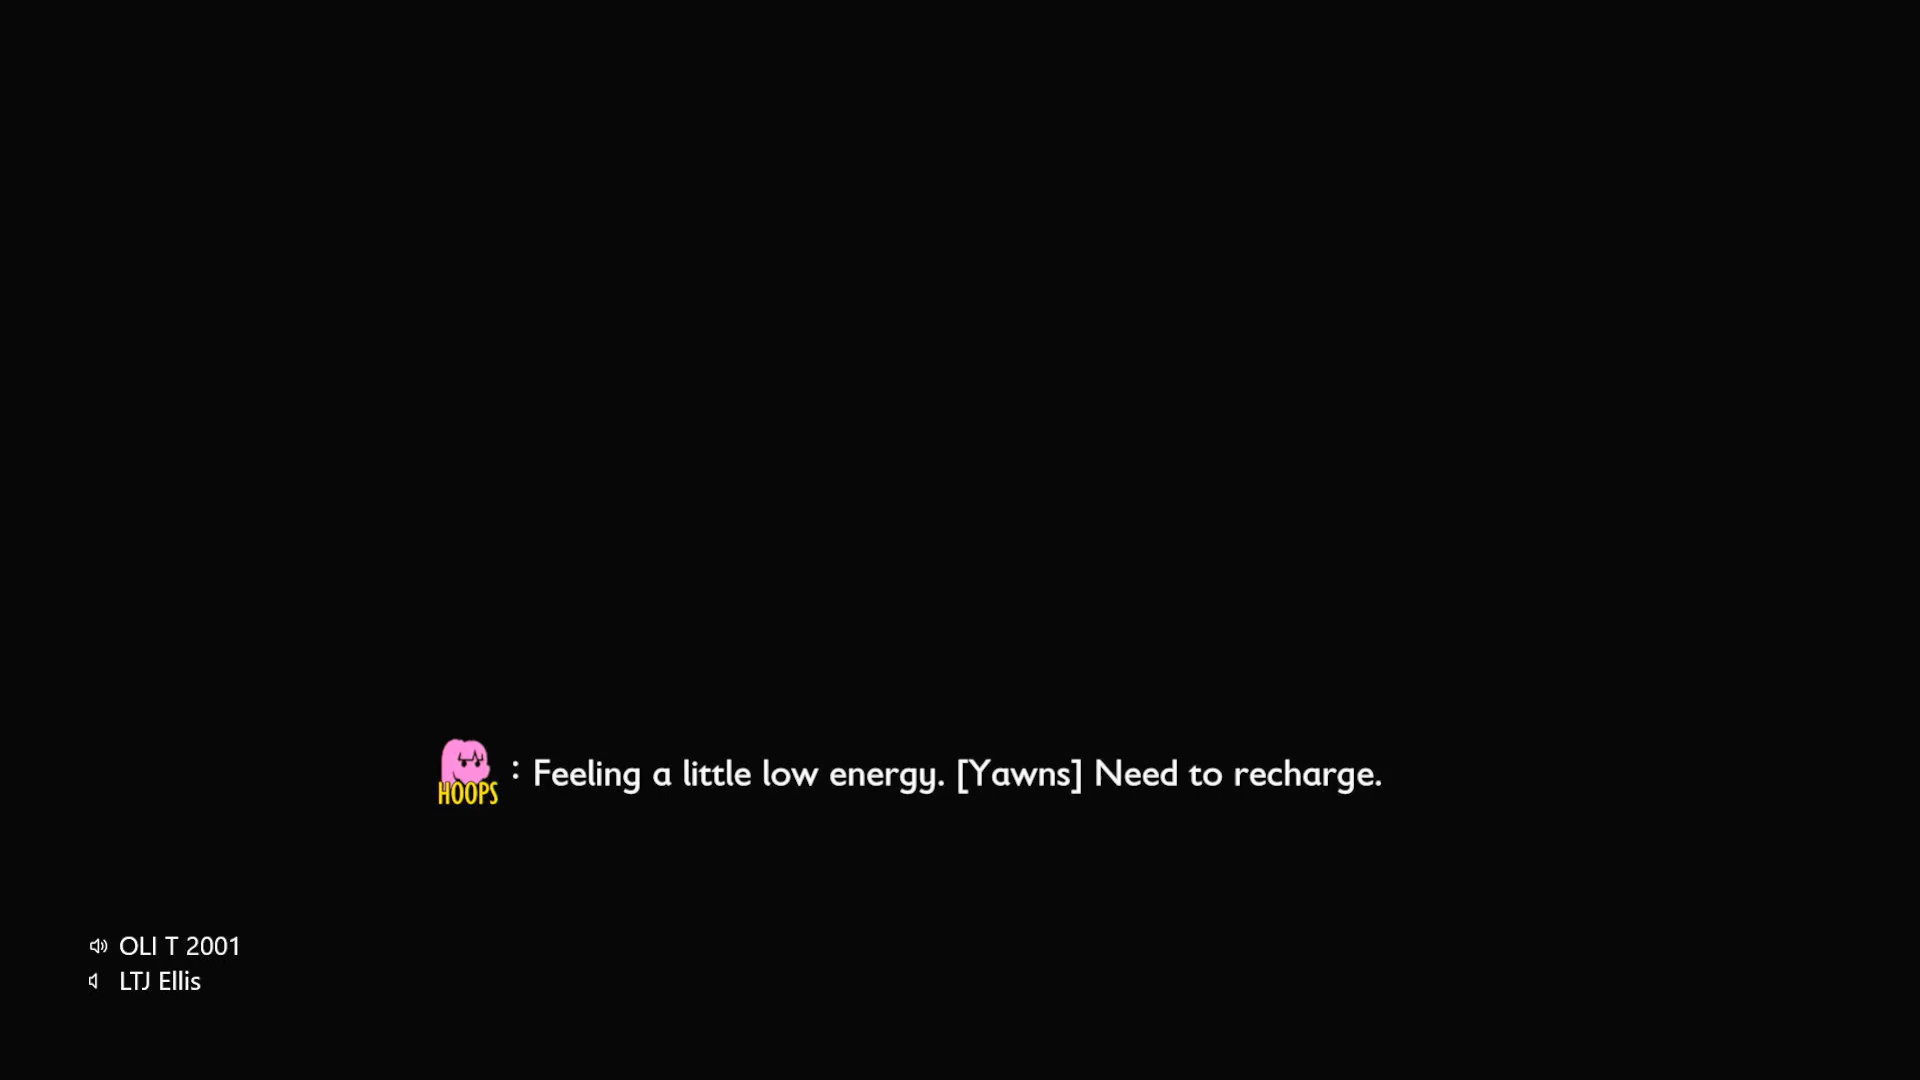 HOOPS : Feeling a little low energy. [Yawns] Need to recharge.
OLI T 2001
LTJ Ellis